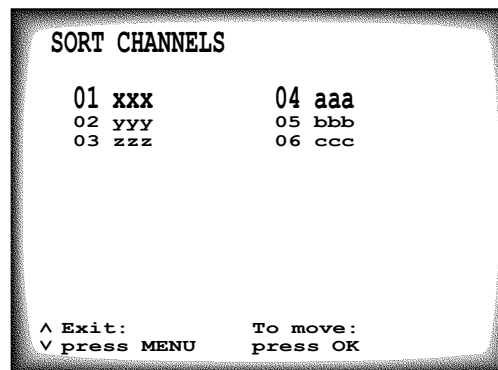 SORT CHANNELS
01 xxx 04 aaa
02 yyy 05 bbb
03 zzz 06 ccc
∧ Exit: To move:
∨ press MENU press OK